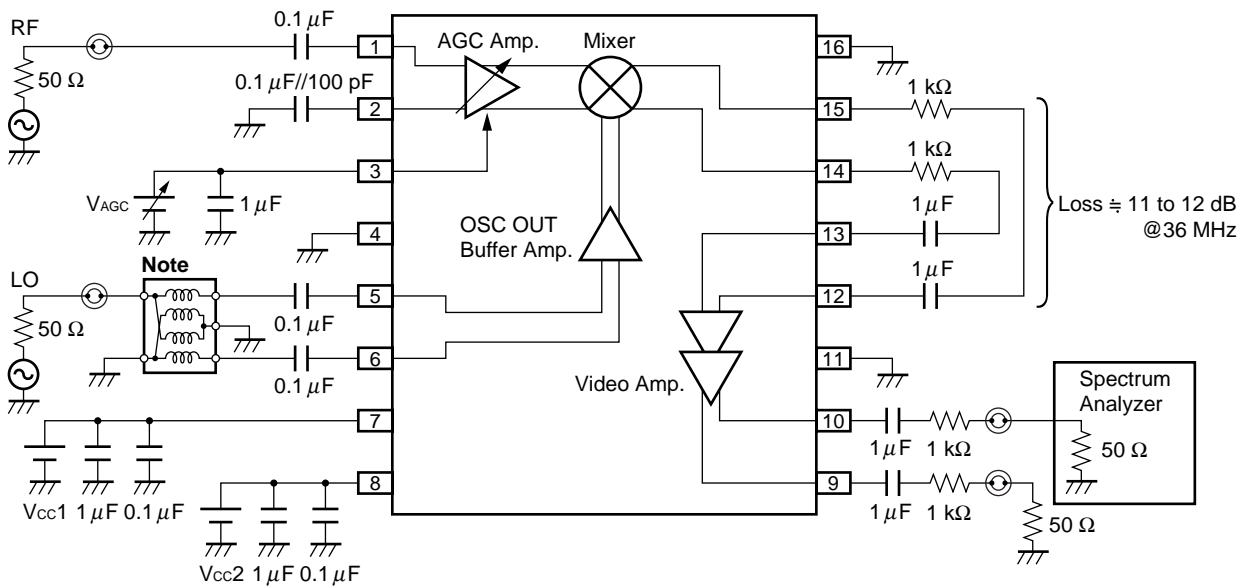 RF
50 Ω
0.1 µF
1
AGC Amp.
Mixer
16
0.1 µF//100 pF
2
15
1 kΩ
3
14
1 kΩ
VAGC
1 µF
Loss ≒ 11 to 12 dB
@36 MHz
4
OSC OUT
Buffer Amp.
13
1 µF
Note
LO
50 Ω
5
0.1 µF
12
1 µF
6
0.1 µF
11
Video Amp.
Spectrum
Analyzer
50 Ω
7
10
1 µF
1 kΩ
8
9
1 µF
1 kΩ
50 Ω
VCC1
1 µF
0.1 µF
VCC2
1 µF
0.1 µF